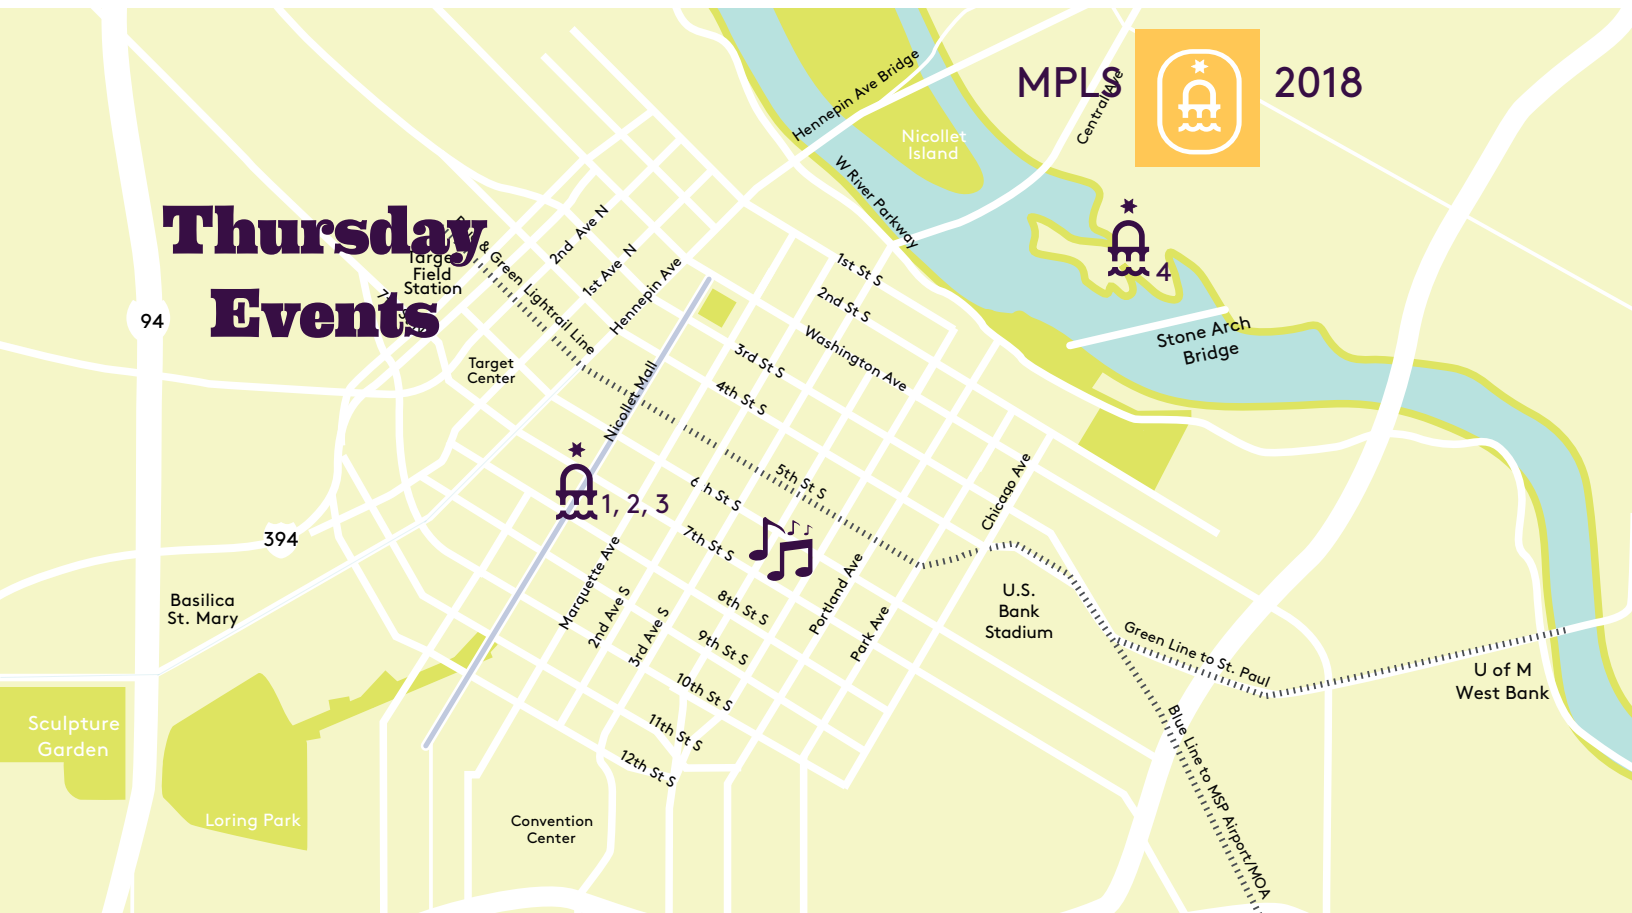 MPLS
2018
Thursday
Events
Hennepin Ave Bridge
Central Ave
Nicollet
Island
W River Parkway
4
Stone Arch
Bridge
& Green Lightrail Line
Target
Field
Station
2nd Ave N
1st Ave N
Hennepin Ave
1st St S
2nd St S
Washington Ave
3rd St S
4th St S
5th St S
6 h St S
7th St S
8th St S
9th St S
10th St S
11th St S
12th St S
94
Target
Center
Nicollet Mall
1, 2, 3
394
Marquette Ave
2nd Ave S
3rd Ave S
Portland Ave
Park Ave
Chicago Ave
Basilica
St. Mary
U.S.
Bank
Stadium
Green Line to St. Paul
U of M
West Bank
Blue Line to MSP Airport/MOA
Sculpture
Garden
Loring Park
Convention
Center